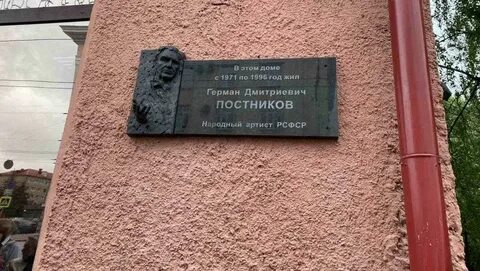 В этом доме
с 1971 по 1996 год жил
Герман Дмитриевич
ПОСТНИКОВ
Народный артист РСФСР